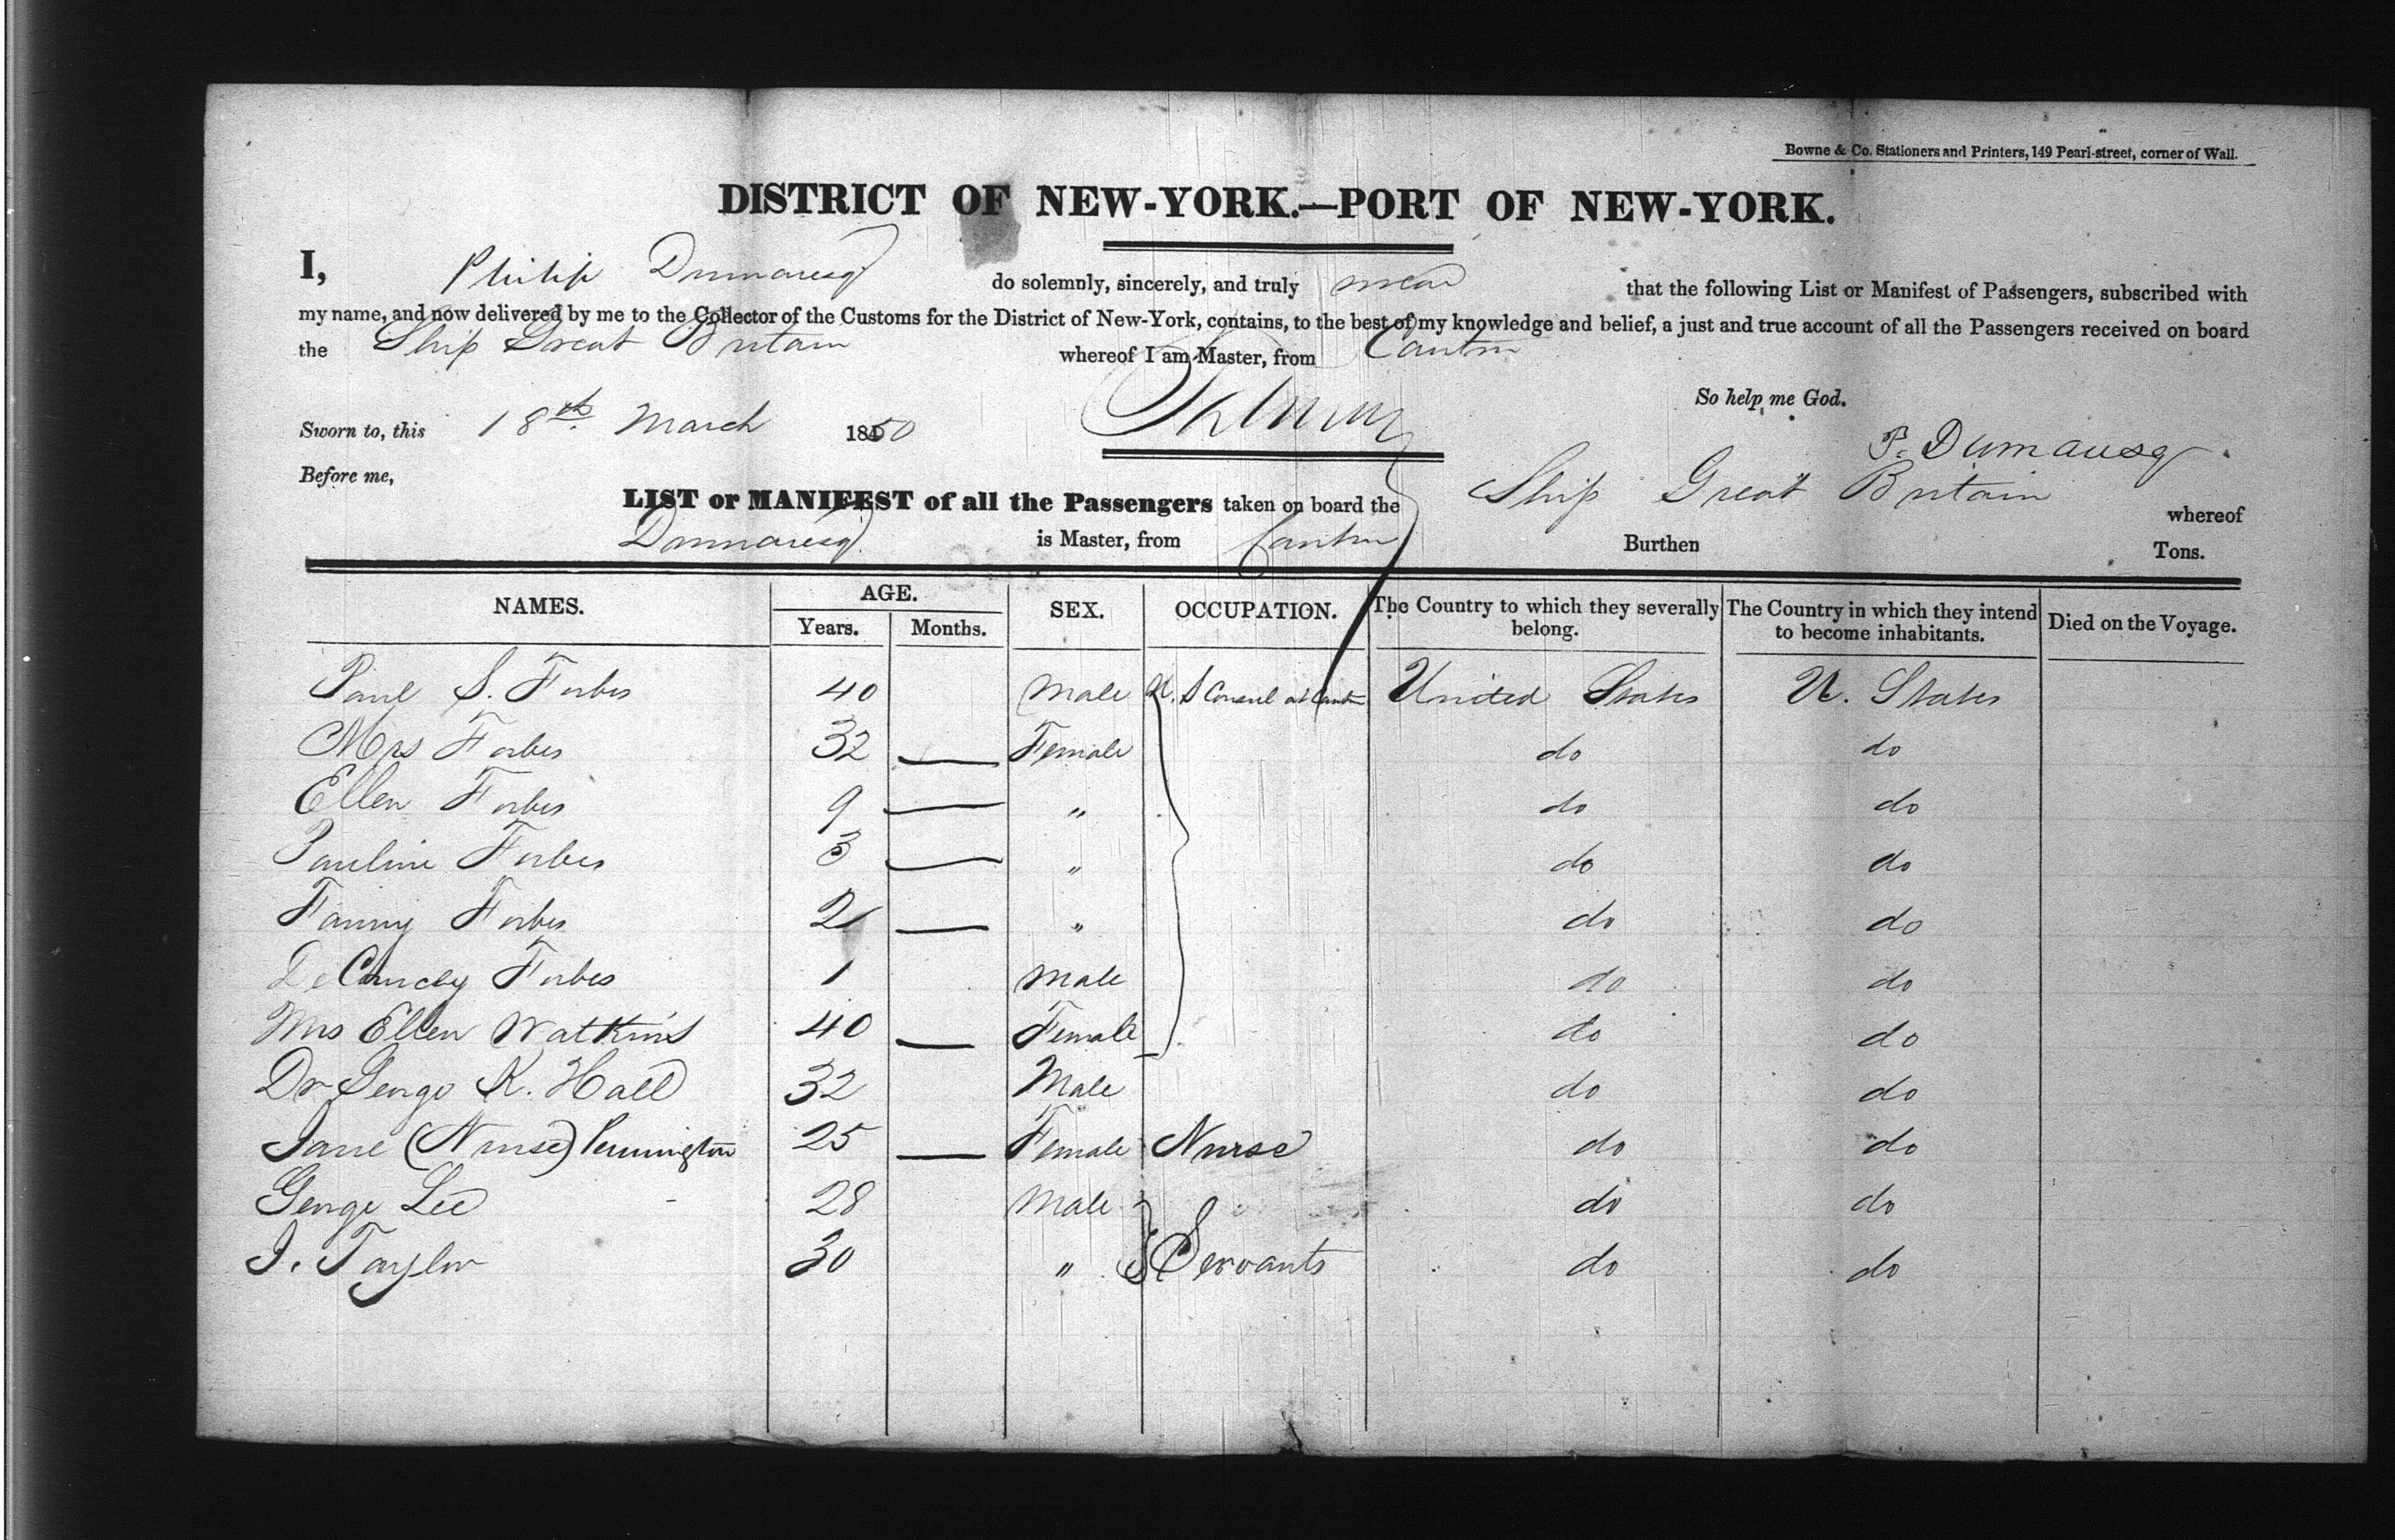 Bowne & Co. Stationers and Printers, 149 Pearl-street, corner of Wall.
DISTRICT OF NEW-YORK.—PORT OF NEW-YORK.
I, Philip Dumaresq do solemnly, sincerely, and truly swear that the following List or Manifest of Passengers, subscribed with
my name, and now delivered by me to the Collector of the Customs for the District of New-York, contains, to the best of my knowledge and belief, a just and true account of all the Passengers received on board
the Ship Great Britain whereof I am Master, from Canton
So help me God.
Sworn to, this 18th March 1850
P. Dumaresq
Before me,
LIST or MANIFEST of all the Passengers taken on board the Ship Great Britain whereof
Dumaresq is Master, from Canton Burthen Tons.
NAMES. AGE. Years. Months. SEX. OCCUPATION. The Country to which they severally belong. The Country in which they intend to become inhabitants. Died on the Voyage.
Paul S. Forbes 40 Male U. S Consul at Canton United States U. States
Mrs Forbes 32 — Female do do
Ellen Forbes 9 — " do do
Pauline Forbes 3 — " do do
Fanny Forbes 2 — " do do
Forbes 1 Male do do
Mrs Ellen Watkins 40 — Female do do
Dr George K. Hall 32 Male do do
Jane (Nurse) Pennington 25 — Female Nurse do do
George Lee 28 Male do do
J. Taylor 30 " Servants do do